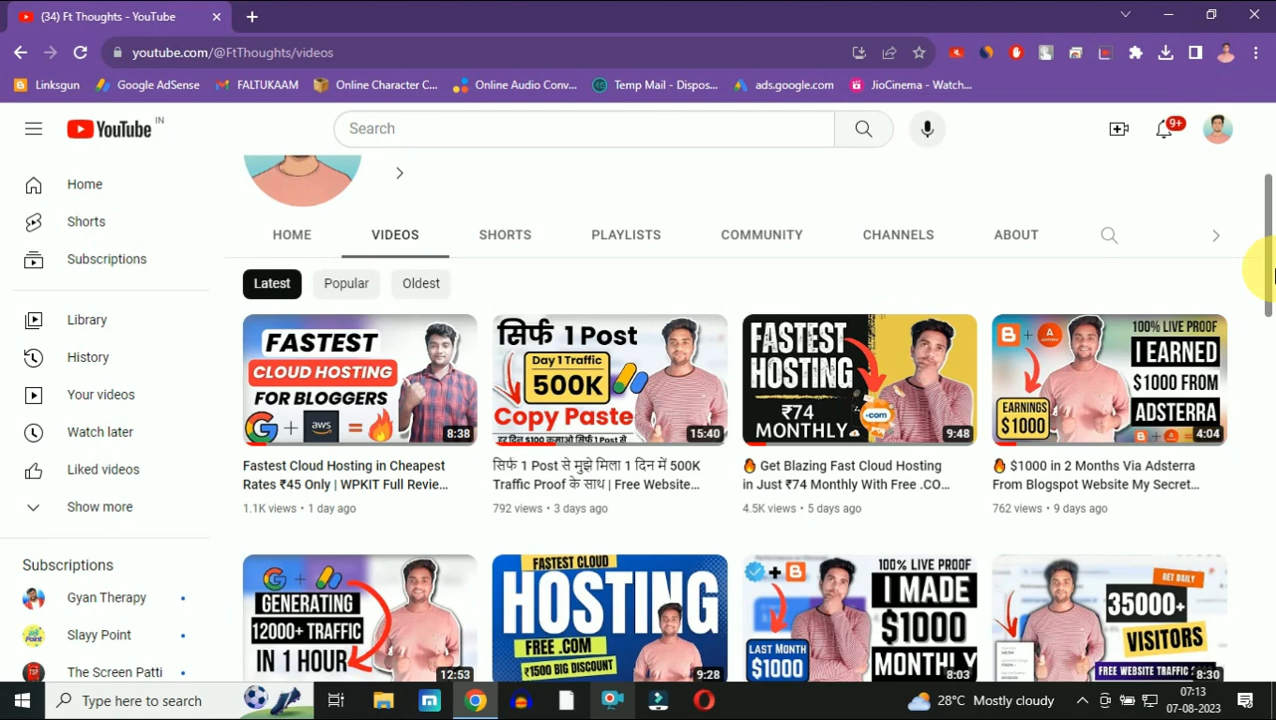 (34) Ft Thoughts - YouTube
youtube.com/@FtThoughts/videos
Linksgun
Google AdSense
FALTUKAAM
Online Character C...
Online Audio Conv...
Temp Mail - Dispos...
ads.google.com
JioCinema - Watch...
YouTube IN
Search
9+
Home
Shorts
Subscriptions
Library
History
Your videos
Watch later
Liked videos
Show more
Subscriptions
Gyan Therapy
Slayy Point
The Screen Patti
HOME
VIDEOS
SHORTS
PLAYLISTS
COMMUNITY
CHANNELS
ABOUT
Latest
Popular
Oldest
FASTEST
CLOUD HOSTING
FOR BLOGGERS
aws
8:38
Fastest Cloud Hosting in Cheapest
Rates ₹45 Only | WPKIT Full Revie...
1.1K views • 1 day ago
सिर्फ 1 Post
Day 1 Traffic
500K
Copy Paste
हर दिन $100 कमाओ सिर्फ 1 Post से
15:40
सिर्फ 1 Post से मुझे मिला 1 दिन में 500K
Traffic Proof के साथ | Free Website...
792 views • 3 days ago
FASTEST
HOSTING
₹74
MONTHLY
.com
9:48
🔥 Get Blazing Fast Cloud Hosting
in Just ₹74 Monthly With Free .CO...
4.5K views • 5 days ago
100% LIVE PROOF
I EARNED
$1000 FROM
ADSTERRA
EARNINGS
$1000
4:04
🔥 $1000 in 2 Months Via Adsterra
From Blogspot Website My Secret...
762 views • 9 days ago
GENERATING
12000+ TRAFFIC
IN 1 HOUR
12:53
FASTEST CLOUD
HOSTING
FREE .COM
₹1500 BIG DISCOUNT
9:28
100% LIVE PROOF
I MADE
$1000
MONTHLY
LAST MONTH
$1000
8:03
GET DAILY
35000+
VISITORS
8:30
Type here to search
28°C Mostly cloudy
07:13
07-08-2023